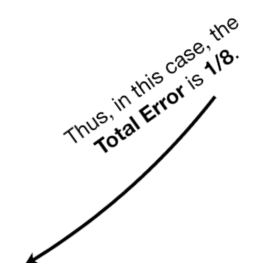 Thus, in this case, the
Total Error is 1/8.